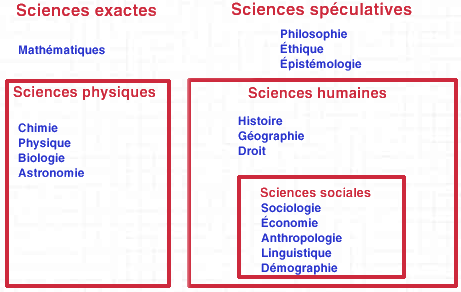 Sciences exactes
Mathématiques
Sciences physiques
Chimie
Physique
Biologie
Astronomie
Sciences spéculatives
Philosophie
Éthique
Épistémologie
Sciences humaines
Histoire
Géographie
Droit
Sciences sociales
Sociologie
Économie
Anthropologie
Linguistique
Démographie